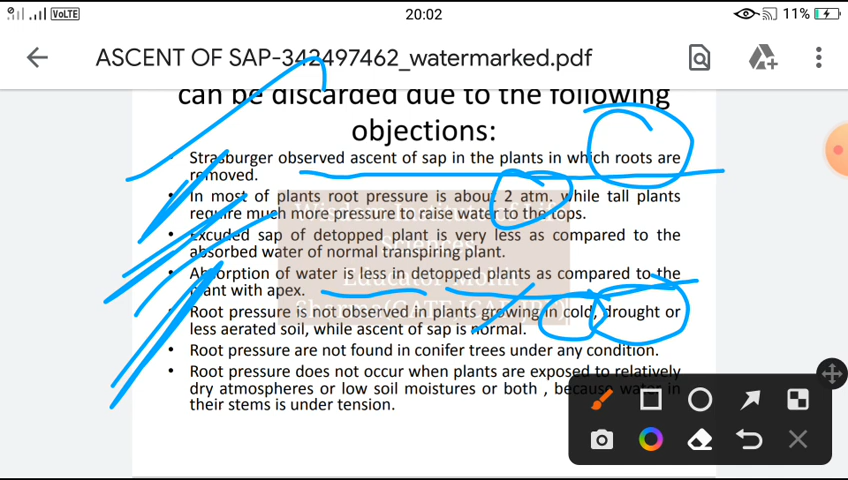 VoLTE
20:02
11%
ASCENT OF SAP-342497462_watermarked.pdf
can be discarded due to the following
objections:
• Strasburger observed ascent of sap in the plants in which roots are
removed.
• In most of plants root pressure is about 2 atm. while tall plants
require much more pressure to raise water to the tops.
• Excuded sap of detopped plant is very less as compared to the
absorbed water of normal transpiring plant.
• Absorption of water is less in detopped plants as compared to the
plant with apex.
• Root pressure is not observed in plants growing in cold, drought or
less aerated soil, while ascent of sap is normal.
• Root pressure are not found in conifer trees under any condition.
• Root pressure does not occur when plants are exposed to relatively
dry atmospheres or low soil moistures or both , because water in
their stems is under tension.